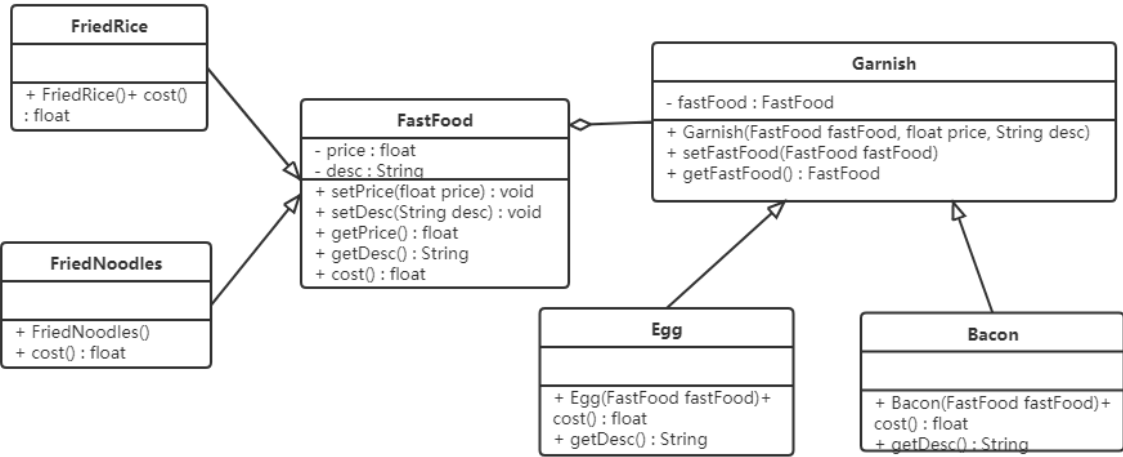 FriedRice
+ FriedRice()+ cost()
: float
FastFood
- price : float
- desc : String
+ setPrice(float price) : void
+ setDesc(String desc) : void
+ getPrice() : float
+ getDesc() : String
+ cost() : float
Garnish
- fastFood : FastFood
+ Garnish(FastFood fastFood, float price, String desc)
+ setFastFood(FastFood fastFood)
+ getFastFood() : FastFood
FriedNoodles
+ FriedNoodles()
+ cost() : float
Egg
+ Egg(FastFood fastFood)+
cost() : float
+ getDesc() : String
Bacon
+ Bacon(FastFood fastFood)+
cost() : float
+ getDesc() : String